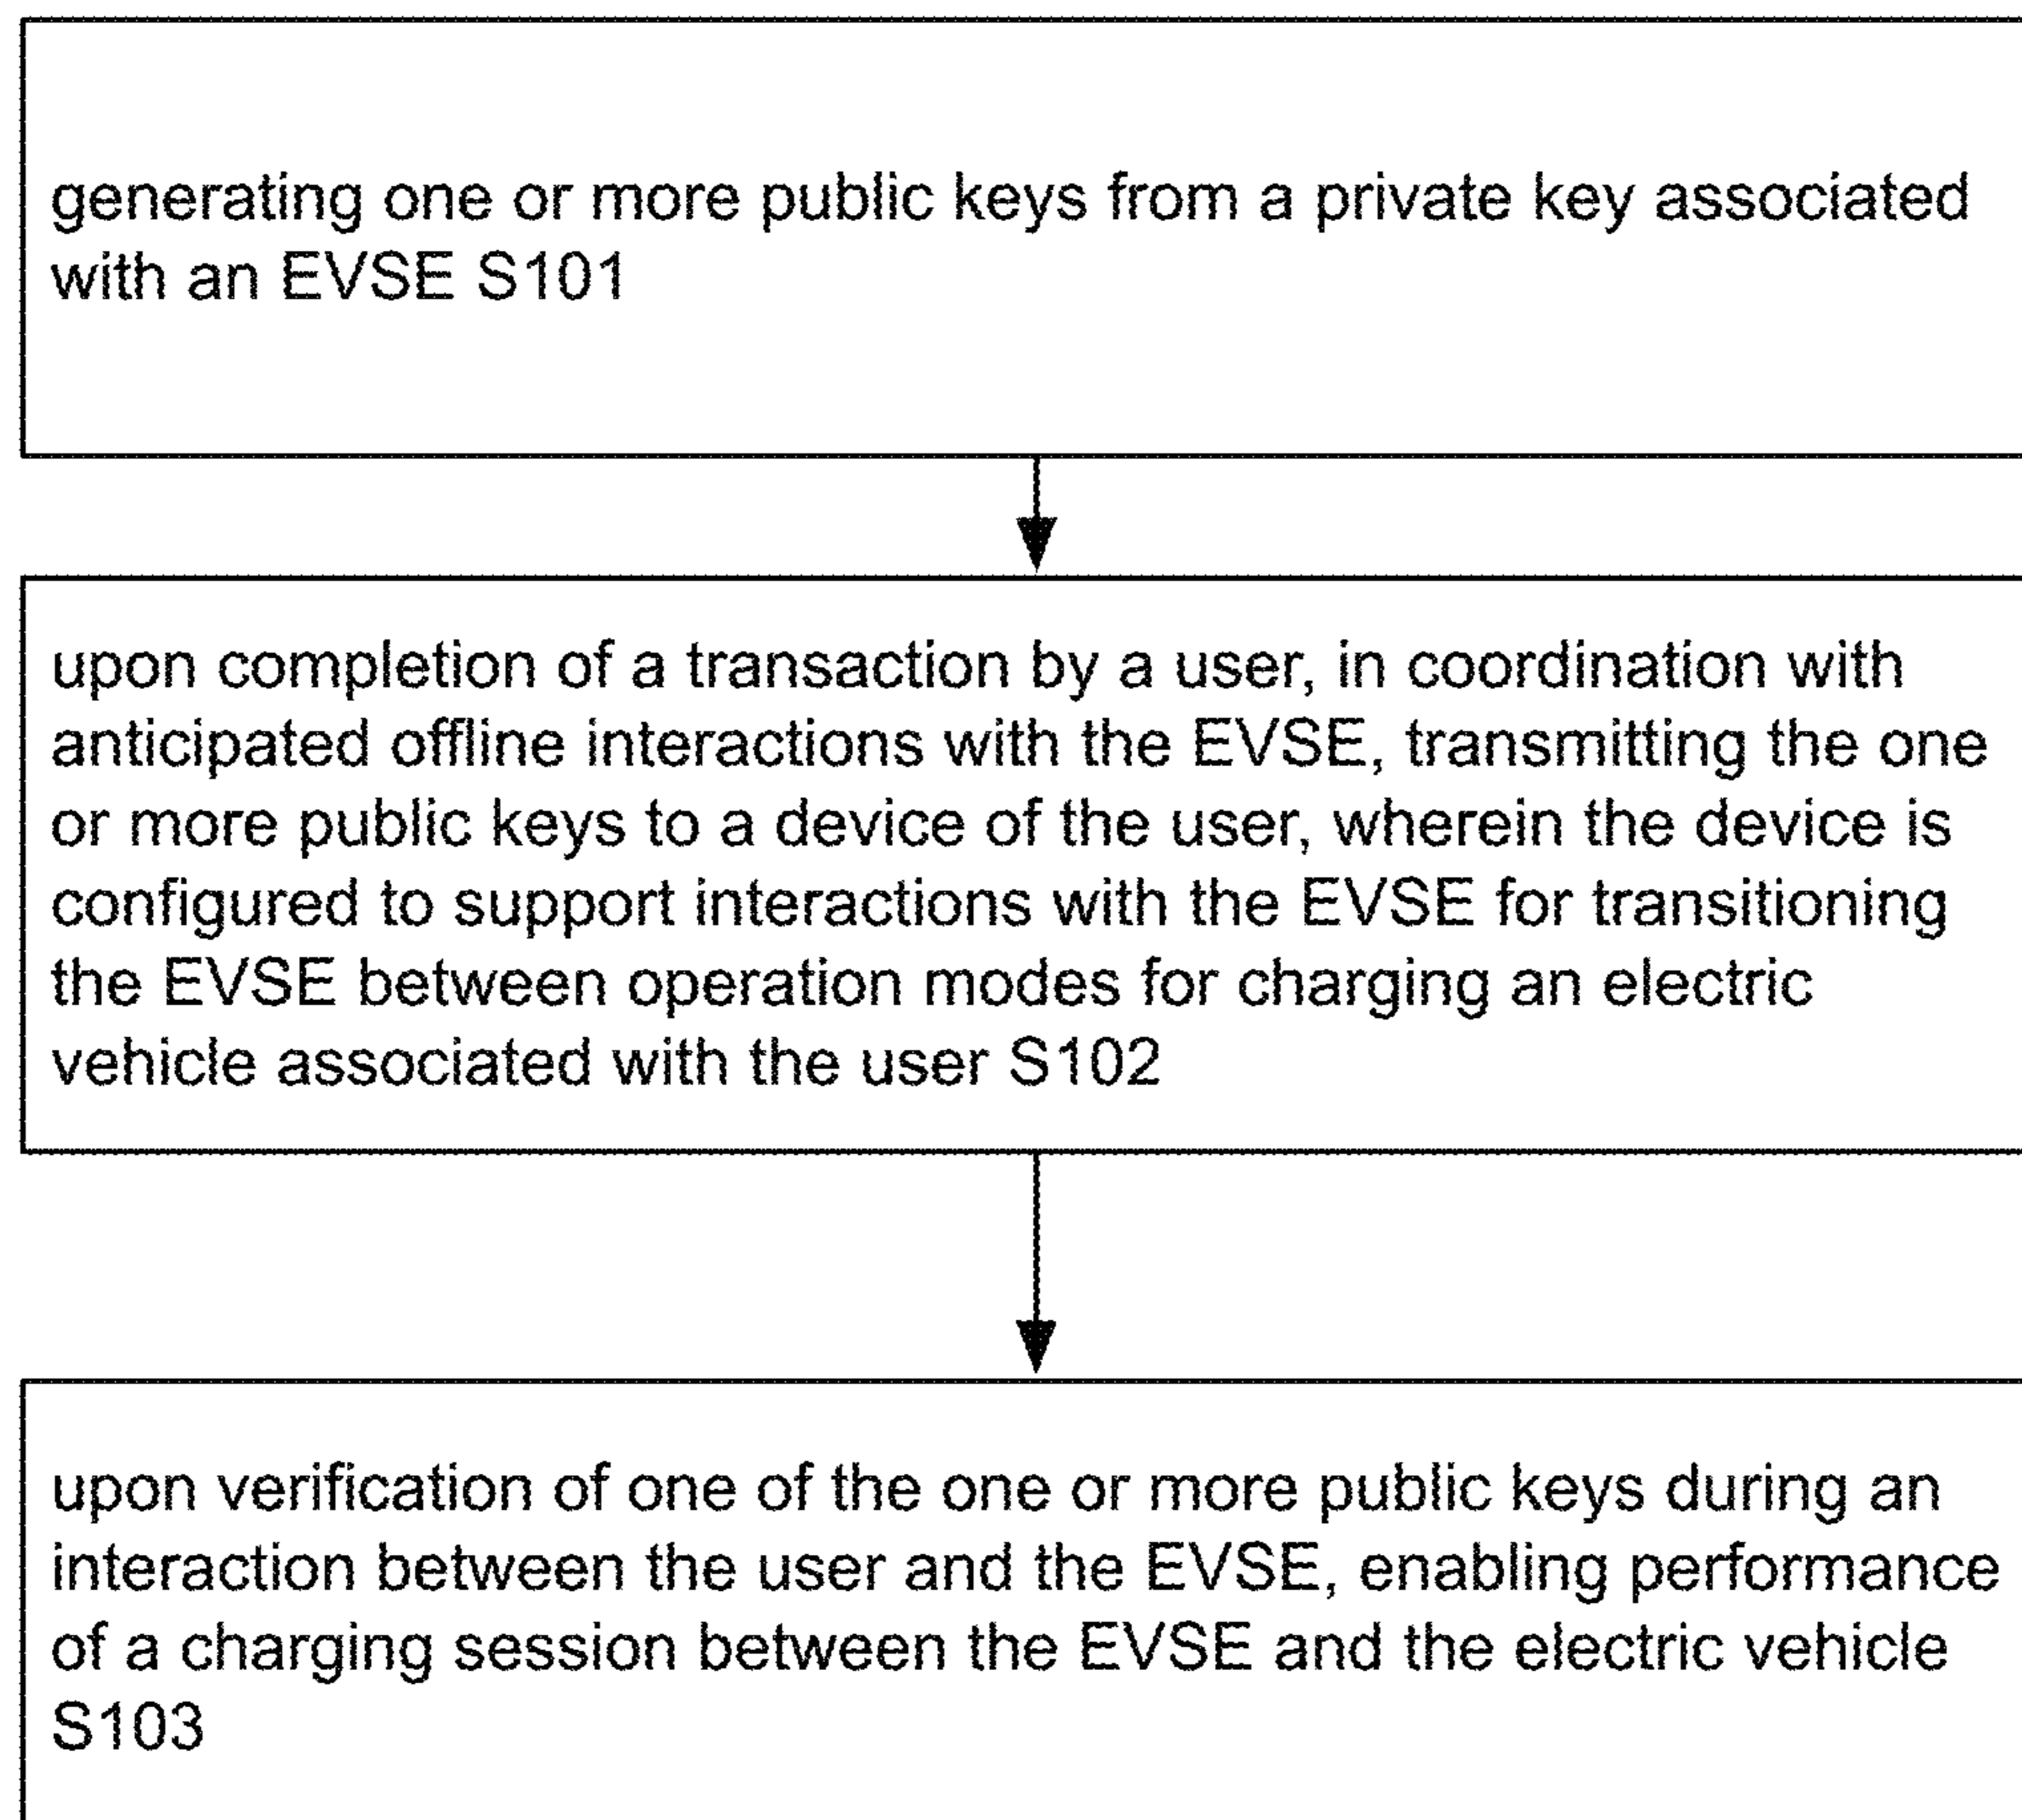 generating one or more public keys from a private key associated
with an EVSE S101
upon completion of a transaction by a user, in coordination with
anticipated offline interactions with the EVSE, transmitting the one
or more public keys to a device of the user, wherein the device is
configured to support interactions with the EVSE for transitioning
the EVSE between operation modes for charging an electric
vehicle associated with the user S102
upon verification of one of the one or more public keys during an
interaction between the user and the EVSE, enabling performance
of a charging session between the EVSE and the electric vehicle
S103